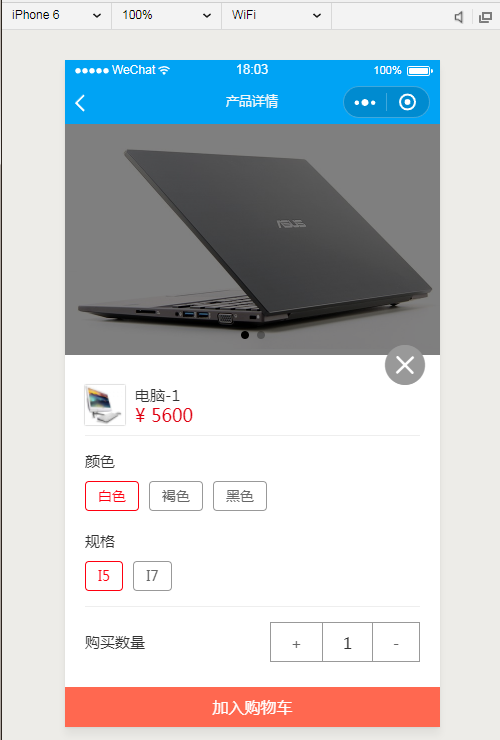 iPhone 6 100% WiFi
WeChat 18:03 100%
产品详情
ASUS
电脑-1
¥ 5600
颜色
白色 褐色 黑色
规格
I5 I7
购买数量 + 1 -
加入购物车